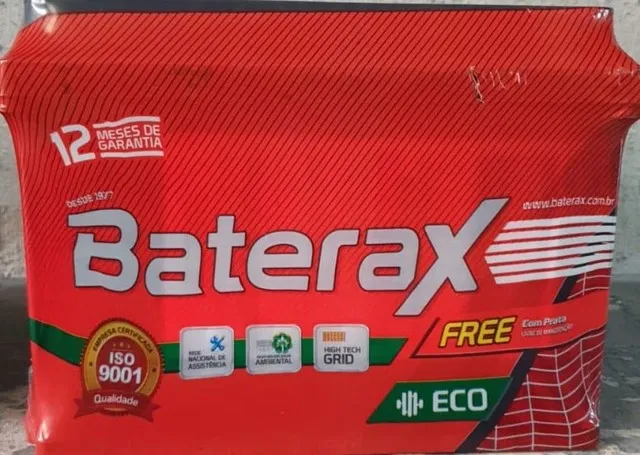 12 MESES DE
GARANTIA
DESDE 1977
www.baterax.com.br
BateraX
EMPRESA CERTIFICADA
ISO
9001
Qualidade
REDE
NACIONAL DE
ASSISTÊNCIA
AMBIENTAL
HIGH TECH
GRID
FREE
Com Prata
ECO